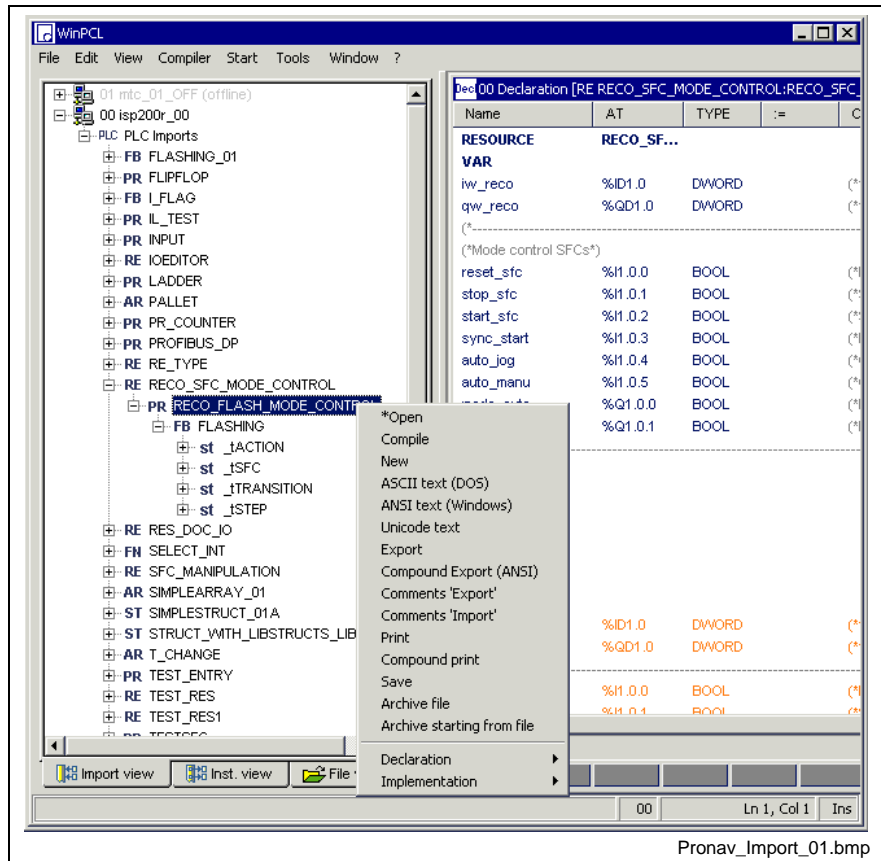 WinPCL
File Edit View Compiler Start Tools Window ?
01 mtc_01_OFF (offline)
00 isp200r_00
PLC PLC Imports
FB FLASHING_01
PR FLIPFLOP
FB I_FLAG
PR IL_TEST
PR INPUT
RE IOEDITOR
PR LADDER
AR PALLET
PR PR_COUNTER
PR PROFIBUS_DP
RE RE_TYPE
RE RECO_SFC_MODE_CONTROL
PR RECO_FLASH_MODE_CONTROL
FB FLASHING
st _tACTION
st _tSFC
st _tTRANSITION
st _tSTEP
RE RES_DOC_IO
FN SELECT_INT
RE SFC_MANIPULATION
AR SIMPLEARRAY_01
ST SIMPLESTRUCT_01A
ST STRUCT_WITH_LIBSTRUCTS_LIB
AR T_CHANGE
PR TEST_ENTRY
RE TEST_RES
RE TEST_RES1
Import view Inst. view File
Decl 00 Declaration [RE RECO_SFC_MODE_CONTROL:RECO_SFC_
Name AT TYPE := C
RESOURCE RECO_SF...
VAR
iw_reco %ID1.0 DWORD (*
qw_reco %QD1.0 DWORD (*
(*------------------------------------------------
(*Mode control SFCs*)
reset_sfc %I1.0.0 BOOL (*
stop_sfc %I1.0.1 BOOL (*
start_sfc %I1.0.2 BOOL (*
sync_start %I1.0.3 BOOL (*
auto_jog %I1.0.4 BOOL (*
auto_manu %I1.0.5 BOOL (*
%Q1.0.0 BOOL (*
%Q1.0.1 BOOL (*
%ID1.0 DWORD (*
%QD1.0 DWORD (*
%I1.0.0 BOOL (*
%I1.0.1 BOOL (*
*Open
Compile
New
ASCII text (DOS)
ANSI text (Windows)
Unicode text
Export
Compound Export (ANSI)
Comments 'Export'
Comments 'Import'
Print
Compound print
Save
Archive file
Archive starting from file
Declaration
Implementation
00 Ln 1, Col 1 Ins
Pronav_Import_01.bmp